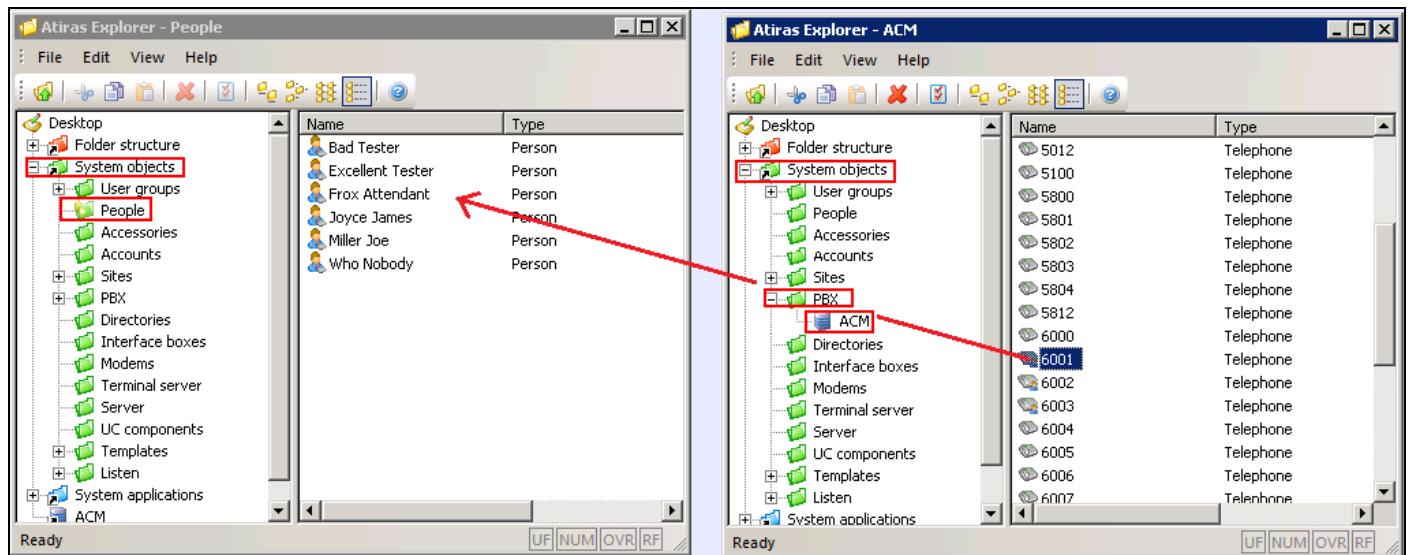 Atiras Explorer - People
File Edit View Help
Desktop
Folder structure
System objects
User groups
People
Accessories
Accounts
Sites
PBX
Directories
Interface boxes
Modems
Terminal server
Server
UC components
Templates
Listen
System applications
ACM
Name Type
Bad Tester Person
Excellent Tester Person
Frox Attendant Person
Joyce James Person
Miller Joe Person
Who Nobody Person
Ready UF NUM OVR RF
Atiras Explorer - ACM
File Edit View Help
Desktop
Folder structure
System objects
User groups
People
Accessories
Accounts
Sites
PBX
ACM
Directories
Interface boxes
Modems
Terminal server
Server
UC components
Templates
Listen
System applications
Name Type
5012 Telephone
5100 Telephone
5800 Telephone
5801 Telephone
5802 Telephone
5803 Telephone
5804 Telephone
5812 Telephone
6000 Telephone
6001 Telephone
6002 Telephone
6003 Telephone
6004 Telephone
6005 Telephone
6006 Telephone
6007 Telephone
Ready UF NUM OVR RF